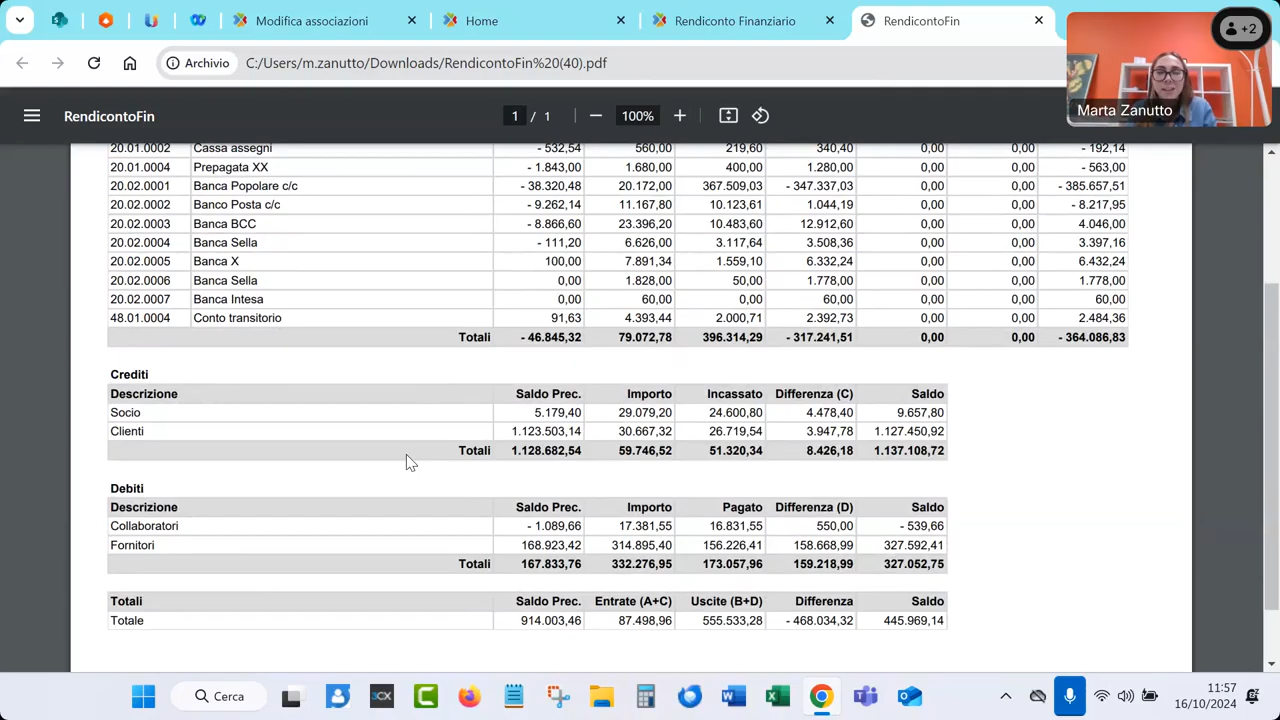 Modifica associazioni
Home
Rendiconto Finanziario
RendicontoFin
+2
Archivio C:/Users/m.zanutto/Downloads/RendicontoFin%20(40).pdf
Marta Zanutto
RendicontoFin 1 / 1 100%
20.01.0002 Cassa assegni - 532,54 560,00 219,60 340,40 0,00 0,00 - 192,14
20.01.0004 Prepagata XX - 1.843,00 1.680,00 400,00 1.280,00 0,00 0,00 - 563,00
20.02.0001 Banca Popolare c/c - 38.320,48 20.172,00 367.509,03 - 347.337,03 0,00 0,00 - 385.657,51
20.02.0002 Banco Posta c/c - 9.262,14 11.167,80 10.123,61 1.044,19 0,00 0,00 - 8.217,95
20.02.0003 Banca BCC - 8.866,60 23.396,20 10.483,60 12.912,60 0,00 0,00 4.046,00
20.02.0004 Banca Sella - 111,20 6.626,00 3.117,64 3.508,36 0,00 0,00 3.397,16
20.02.0005 Banca X 100,00 7.891,34 1.559,10 6.332,24 0,00 0,00 6.432,24
20.02.0006 Banca Sella 0,00 1.828,00 50,00 1.778,00 0,00 0,00 1.778,00
20.02.0007 Banca Intesa 0,00 60,00 0,00 60,00 0,00 0,00 60,00
48.01.0004 Conto transitorio 91,63 4.393,44 2.000,71 2.392,73 0,00 0,00 2.484,36
Totali - 46.845,32 79.072,78 396.314,29 - 317.241,51 0,00 0,00 - 364.086,83
Crediti
Descrizione Saldo Prec. Importo Incassato Differenza (C) Saldo
Socio 5.179,40 29.079,20 24.600,80 4.478,40 9.657,80
Clienti 1.123.503,14 30.667,32 26.719,54 3.947,78 1.127.450,92
Totali 1.128.682,54 59.746,52 51.320,34 8.426,18 1.137.108,72
Debiti
Descrizione Saldo Prec. Importo Pagato Differenza (D) Saldo
Collaboratori - 1.089,66 17.381,55 16.831,55 550,00 - 539,66
Fornitori 168.923,42 314.895,40 156.226,41 158.668,99 327.592,41
Totali 167.833,76 332.276,95 173.057,96 159.218,99 327.052,75
Totali Saldo Prec. Entrate (A+C) Uscite (B+D) Differenza Saldo
Totale 914.003,46 87.498,96 555.533,28 - 468.034,32 445.969,14
Cerca
3CX
11:57
16/10/2024